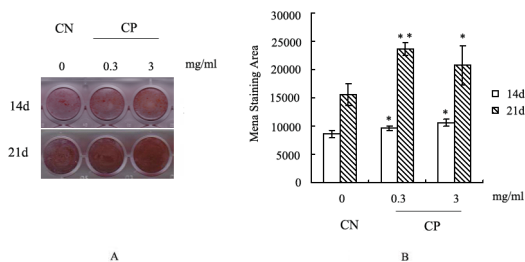 CN CP
0 0.3 3 mg/ml
14d
21d
A
Mena Staining Area
30000
25000
20000
15000
10000
5000
0
* *
*
*
*
14d
21d
0 0.3 3 mg/ml
CN CP
B